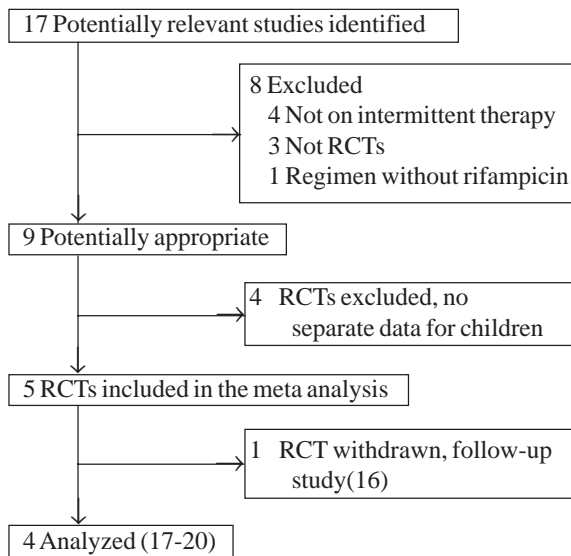 17 Potentially relevant studies identified
8 Excluded
4 Not on intermittent therapy
3 Not RCTs
1 Regimen without rifampicin
9 Potentially appropriate
4 RCTs excluded, no
separate data for children
5 RCTs included in the meta analysis
1 RCT withdrawn, follow-up
study(16)
4 Analyzed (17-20)